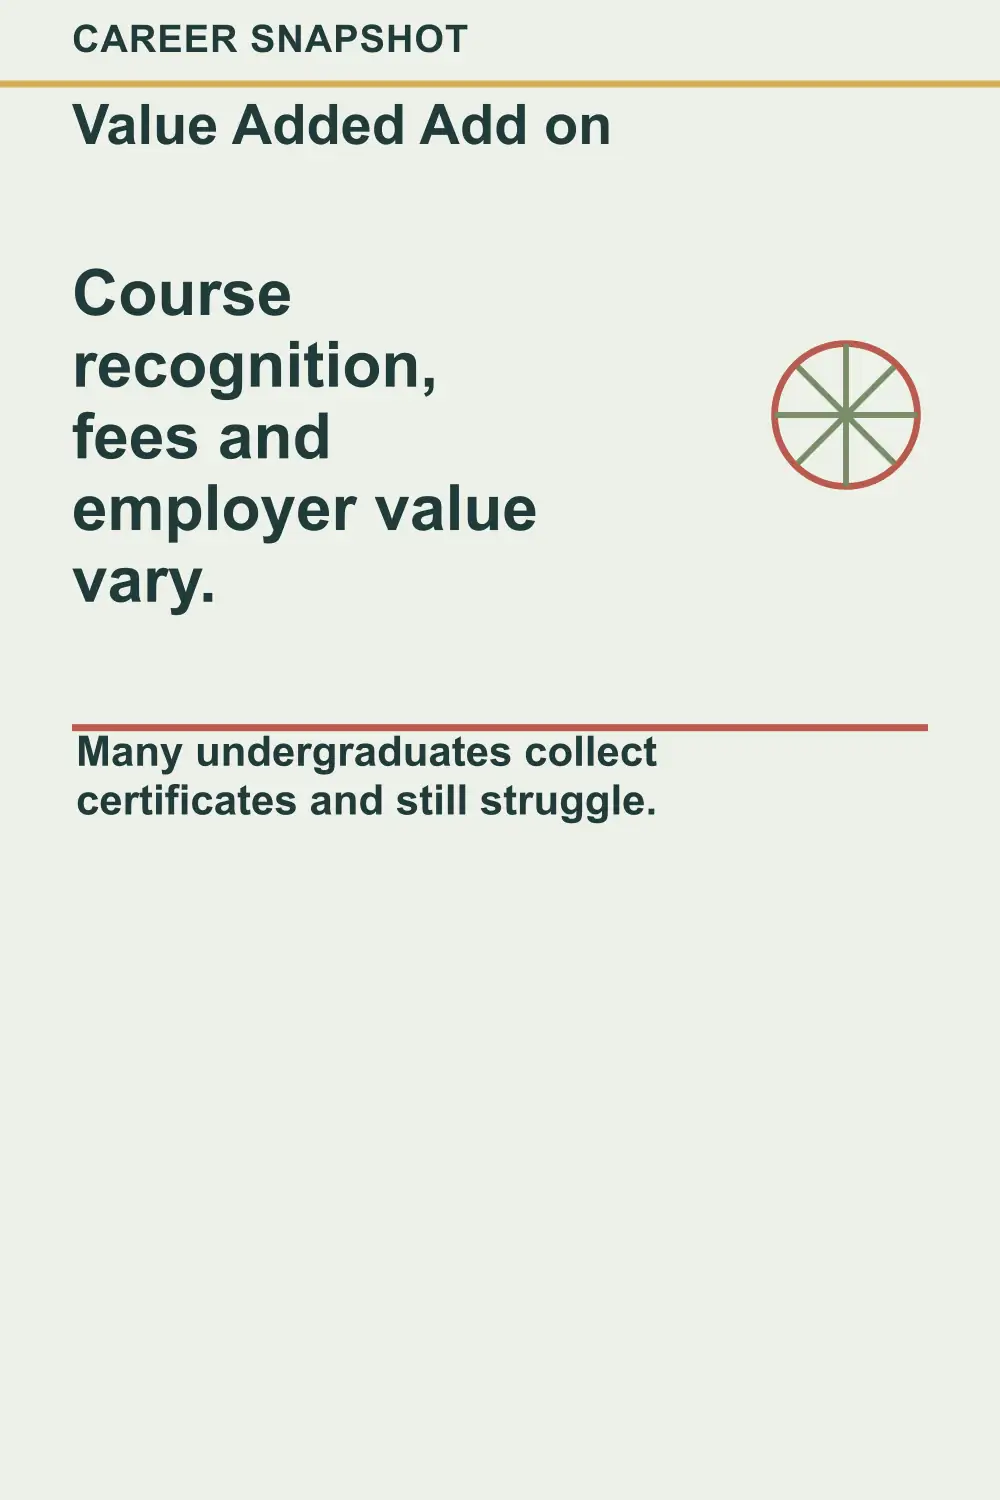 CAREER SNAPSHOT
Value Added Add on
Course
recognition,
fees and
employer value
vary.
Many undergraduates collect
certificates and still struggle.